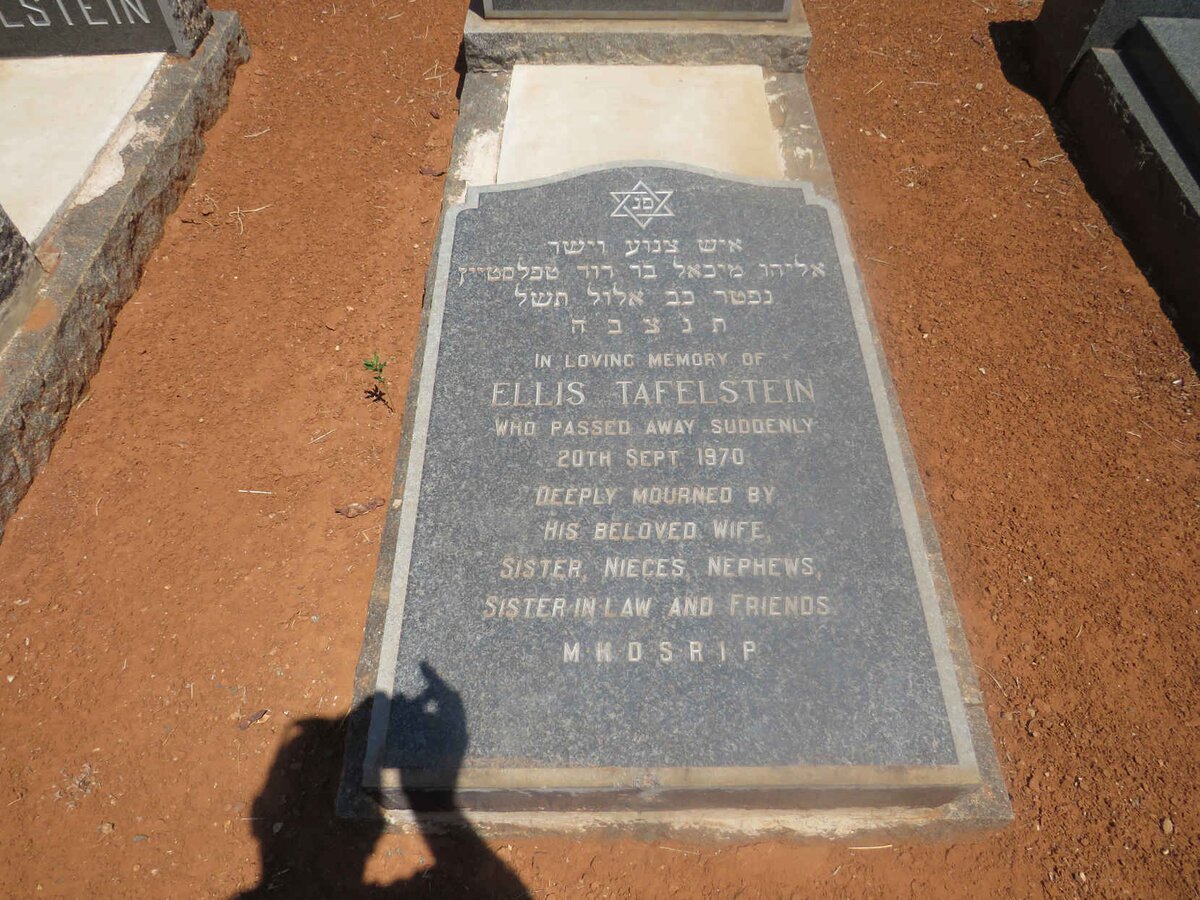 LSTEIN
פנ
איש צנוע וישר
אליהו מיכאל בר דוד טפלסטיין
נפטר כב אלול תשל
ת נ צ ב ה
IN LOVING MEMORY OF
ELLIS TAFELSTEIN
WHO PASSED AWAY SUDDENLY
20TH SEPT. 1970
DEEPLY MOURNED BY
HIS BELOVED WIFE,
SISTER, NIECES, NEPHEWS,
SISTER-IN-LAW AND FRIENDS.
M H D S R I P